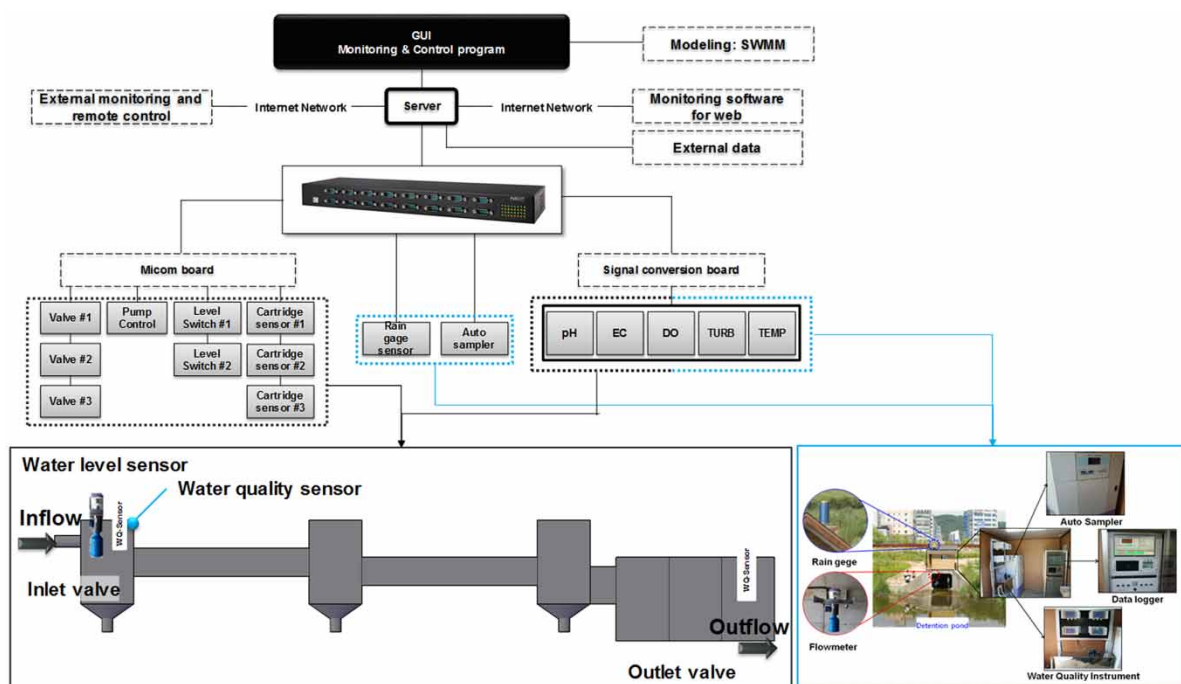 GUI
Monitoring & Control program
Modeling: SWMM
External monitoring and
remote control
Internet Network
Server
Internet Network
Monitoring software
for web
External data
Micom board
Signal conversion board
Valve #1
Pump
Control
Level
Switch #1
Cartridge
sensor #1
Valve #2
Level
Switch #2
Cartridge
sensor #2
Valve #3
Cartridge
sensor #3
Rain
gage
sensor
Auto
sampler
pH
EC
DO
TURB
TEMP
Water level sensor
Water quality sensor
Inflow
WQ-Sensor
Inlet valve
WQ-Sensor
Outflow
Outlet valve
Auto Sampler
Rain gege
Data logger
Detention pond
Flowmeter
Water Quality Instrument